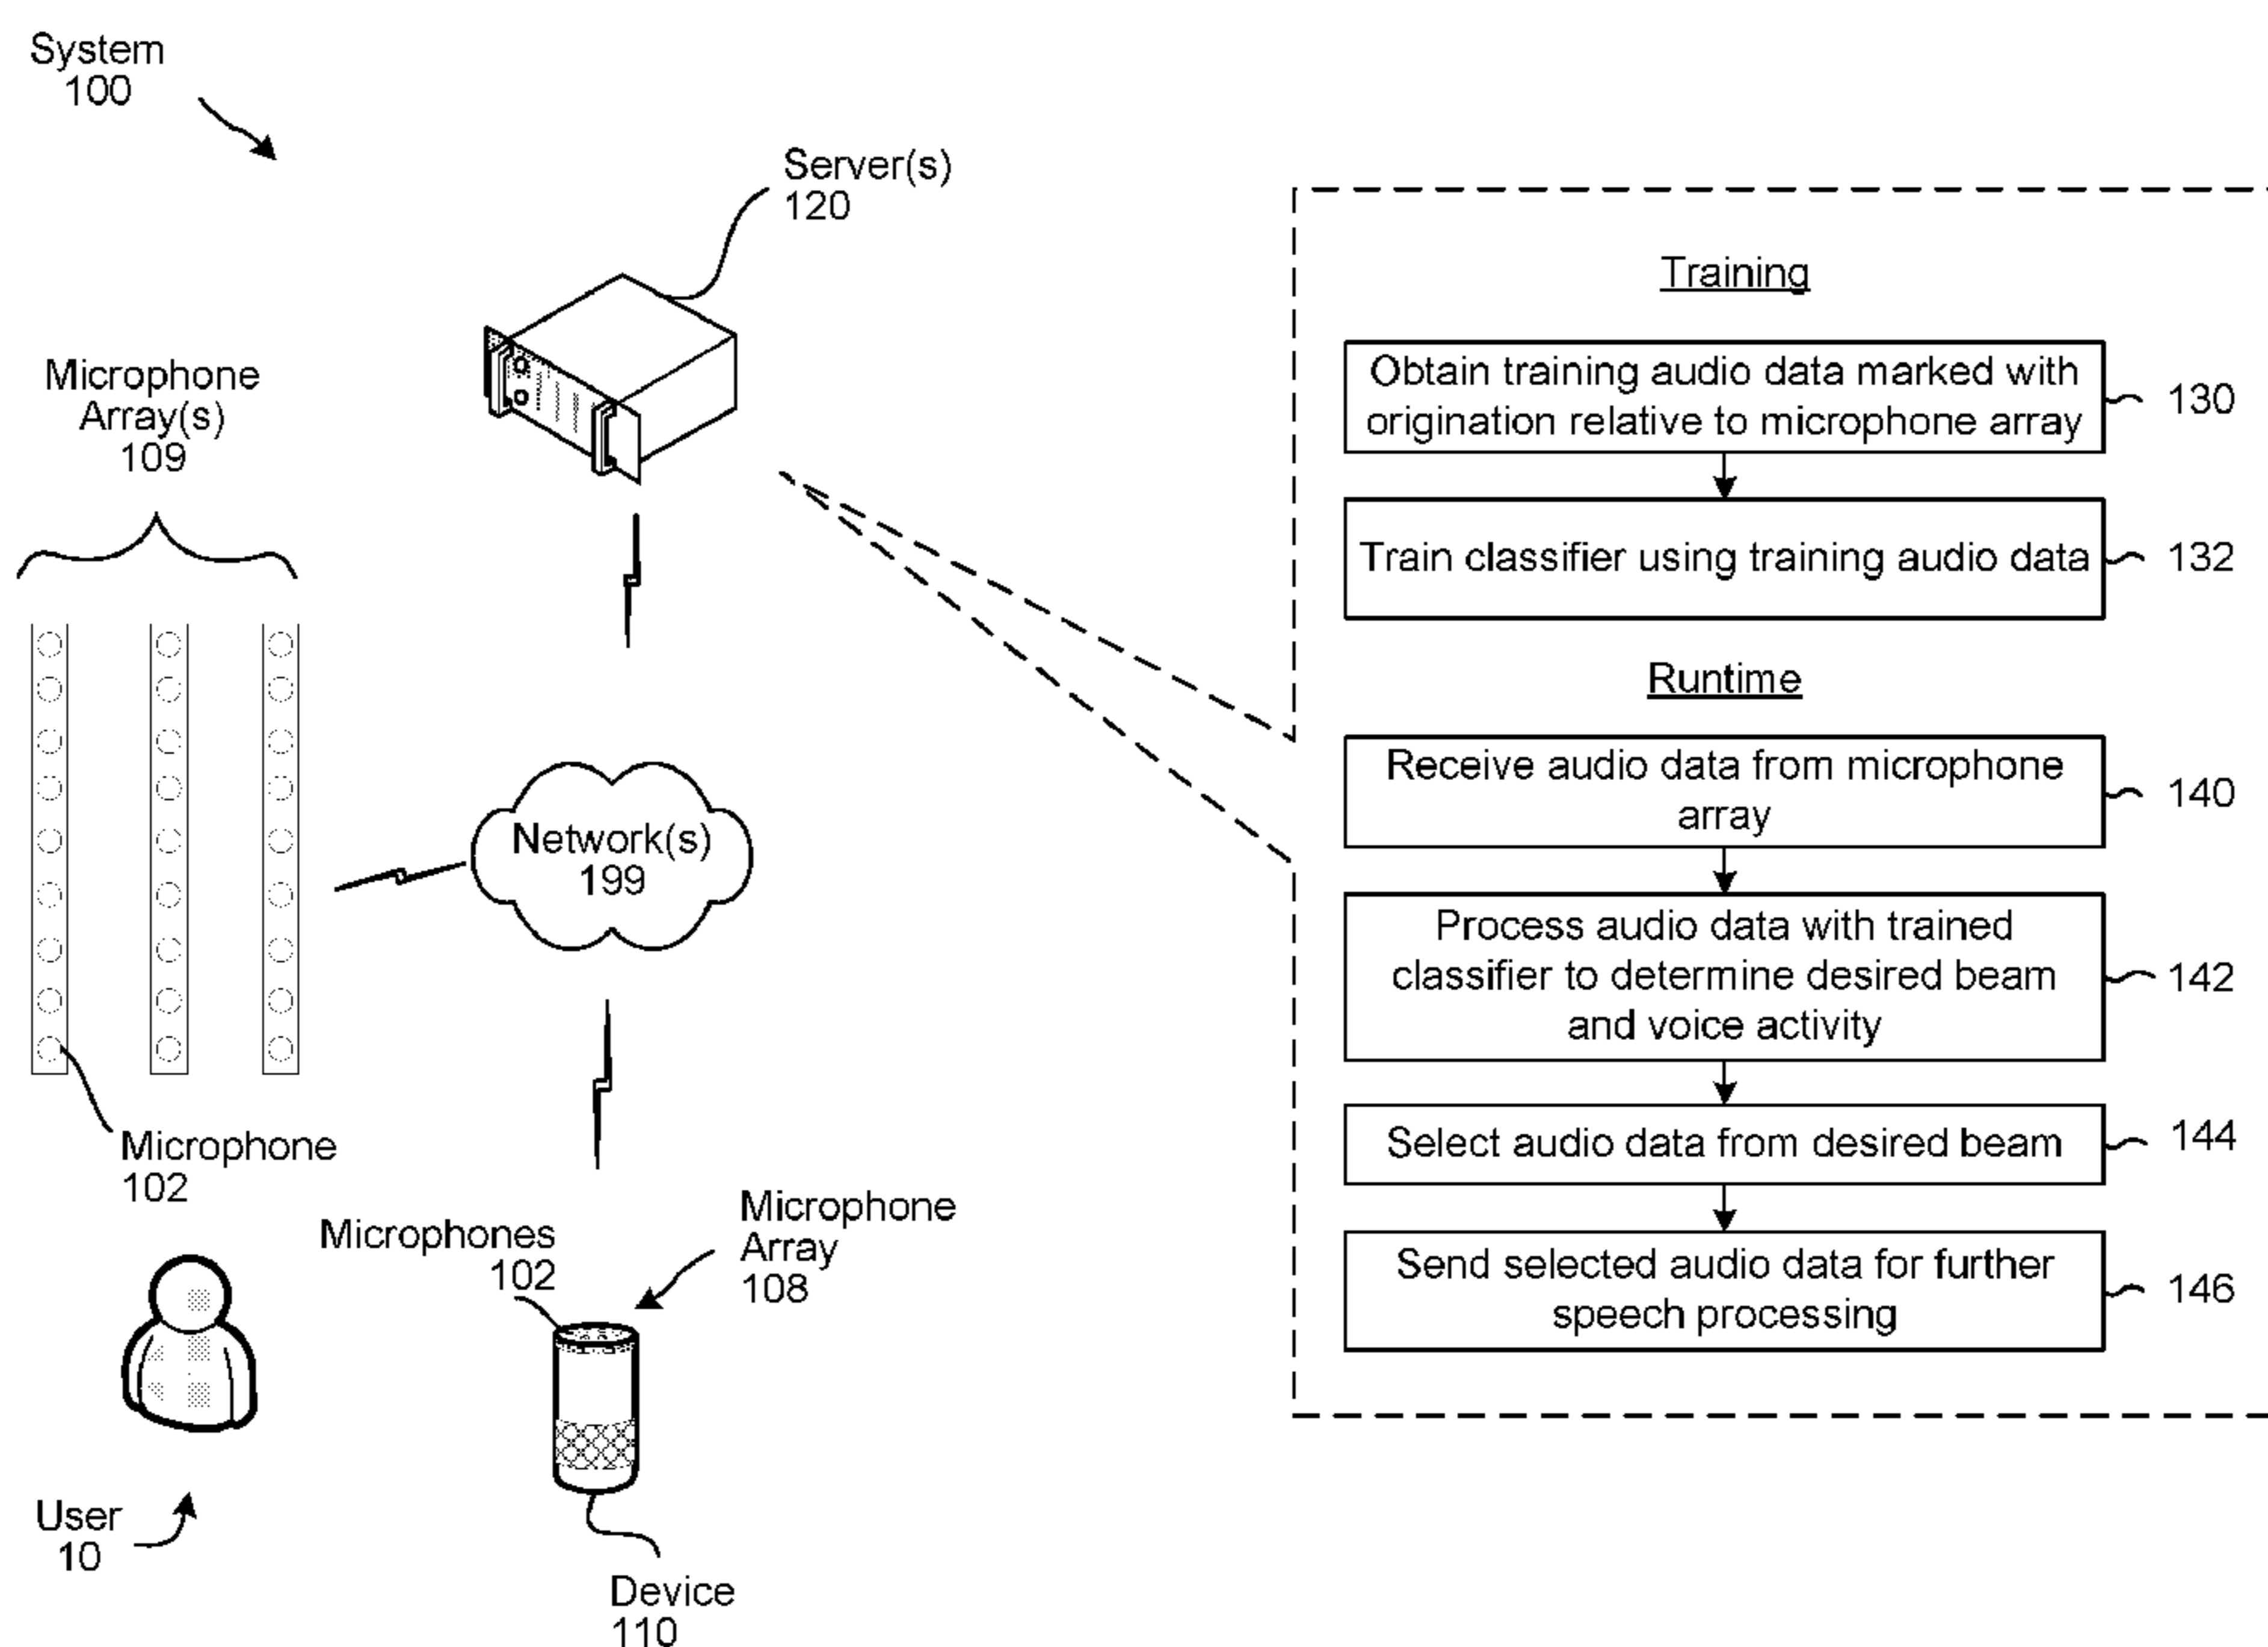 System
100
Server(s)
120
Microphone
Array(s)
109
Network(s)
199
Microphone
102
Microphones
102
Microphone
Array
108
User
10
Device
110
Training
Obtain training audio data marked with
origination relative to microphone array
130
Train classifier using training audio data
132
Runtime
Receive audio data from microphone
array
140
Process audio data with trained
classifier to determine desired beam
and voice activity
142
Select audio data from desired beam
144
Send selected audio data for further
speech processing
146